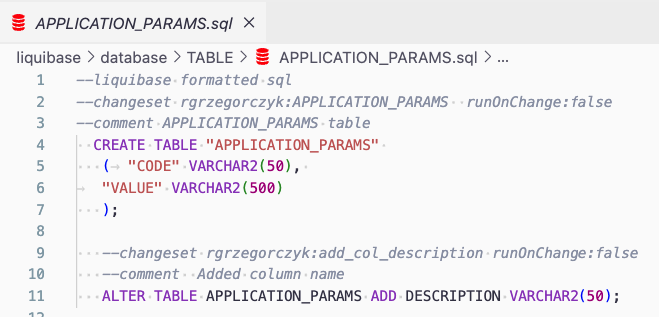 APPLICATION_PARAMS.sql ×
liquibase > database > TABLE > APPLICATION_PARAMS.sql > ...
1 --liquibase formatted sql
2 --changeset rgrzegorczyk:APPLICATION_PARAMS  runOnChange:false
3 --comment APPLICATION_PARAMS table
4   CREATE TABLE "APPLICATION_PARAMS"
5    ( → "CODE" VARCHAR2(50),
6 → "VALUE" VARCHAR2(500)
7    );
8
9    --changeset rgrzegorczyk:add_col_description runOnChange:false
10    --comment  Added column name
11    ALTER TABLE APPLICATION_PARAMS ADD DESCRIPTION VARCHAR2(50);
12